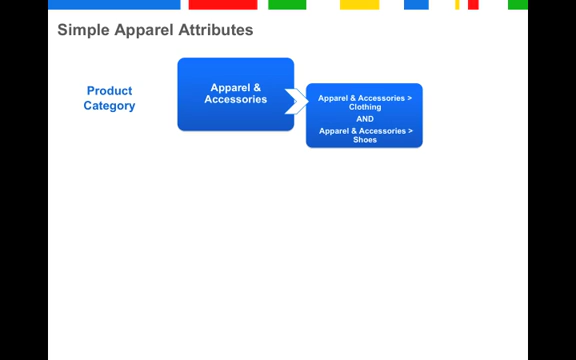 Simple Apparel Attributes
Product
Category
Apparel &
Accessories
Apparel & Accessories >
Clothing
AND
Apparel & Accessories >
Shoes